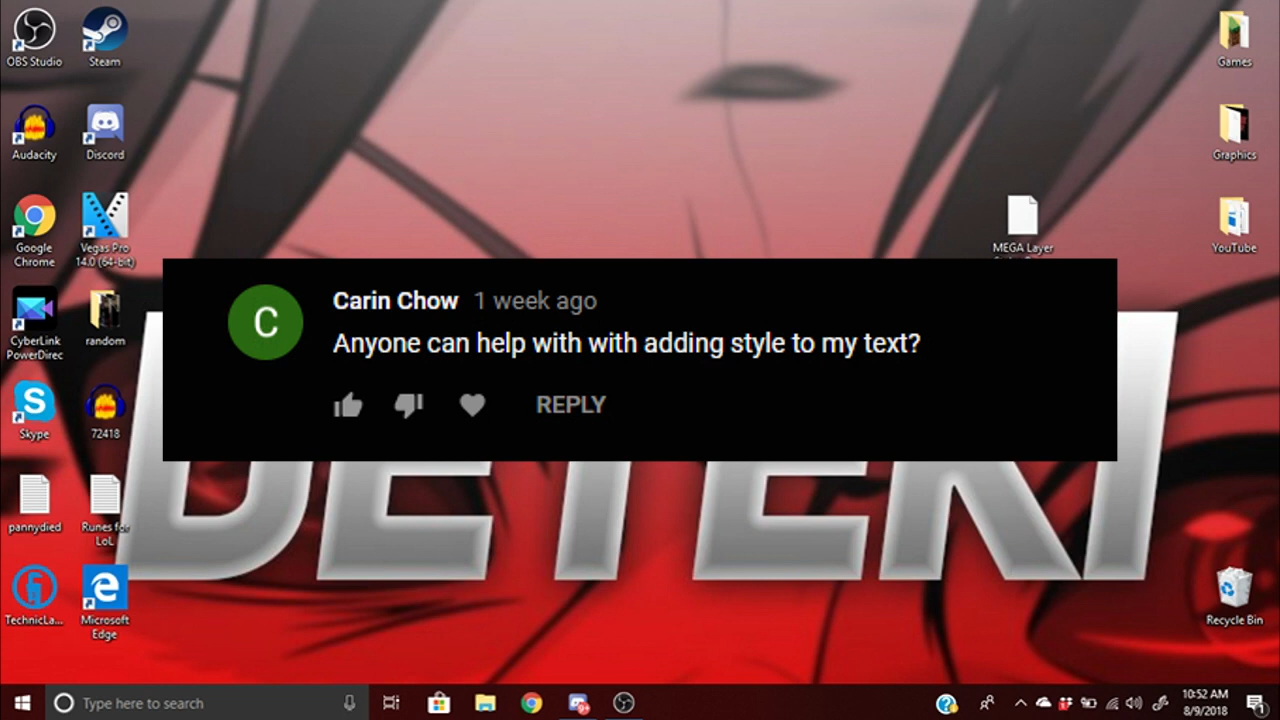 OBS Studio
Steam
Games
Audacity
Discord
Graphics
Google
Chrome
Vegas Pro
14.0 (64-bit)
MEGA Layer
YouTube
CyberLink
PowerDirec
random
C
Carin Chow 1 week ago
Anyone can help with with adding style to my text?
REPLY
DETEKI
Skype
72418
pannydied
Runes for
LoL
TechnicLa...
Microsoft
Edge
Recycle Bin
Type here to search
10:52 AM
8/9/2018